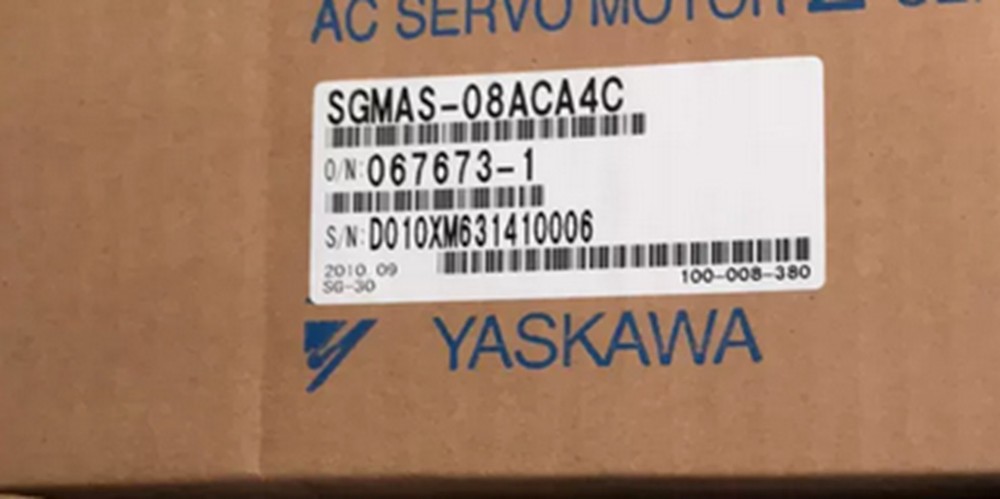 AC SERVO MOTOR Σ
SGMAS-08ACA4C
O/N:067673-1
S/N:D010XM631410006
2010.09
SG-30
100-008-380
YASKAWA